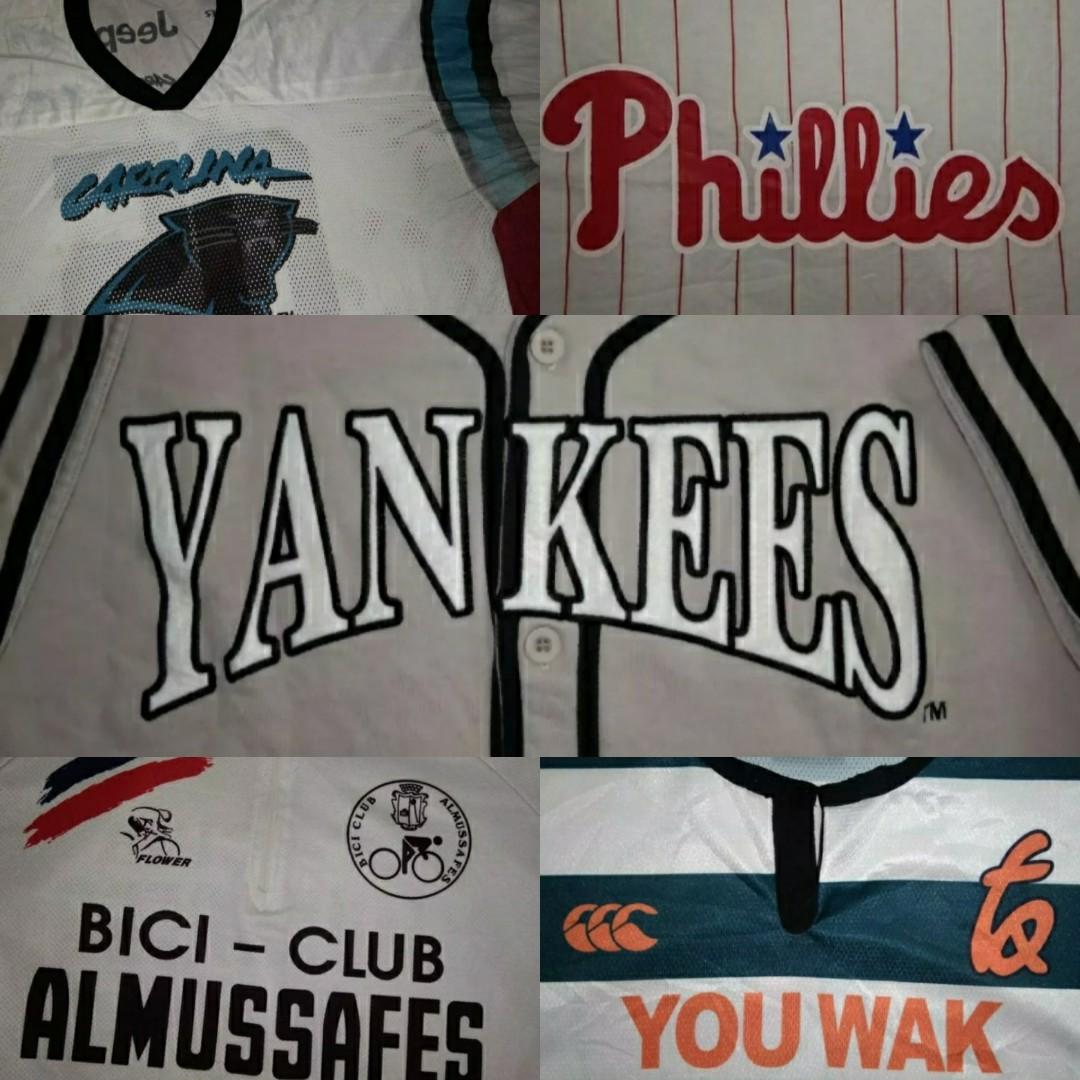 Jeep
CAROLINA
Phillies
YANKEES
TM
FLOWER
BICI CLUB ALMUSSAFES
BICI – CLUB
ALMUSSAFES
YOU WAK